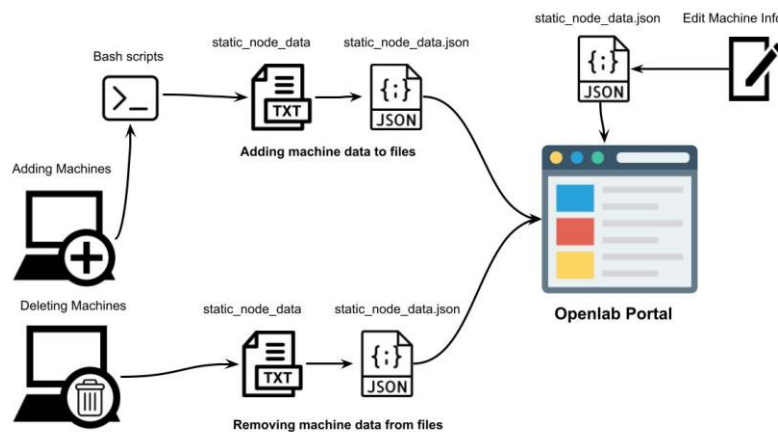 static_node_data.json
Edit Machine Info
static_node_data
static_node_data.json
Bash scripts
{;}
JSON
>_
{;}
TXT
JSON
Adding machine data to files
Adding Machines
Deleting Machines
static_node_data
static_node_data.json
Openlab Portal
{;}
TXT
JSON
Removing machine data from files